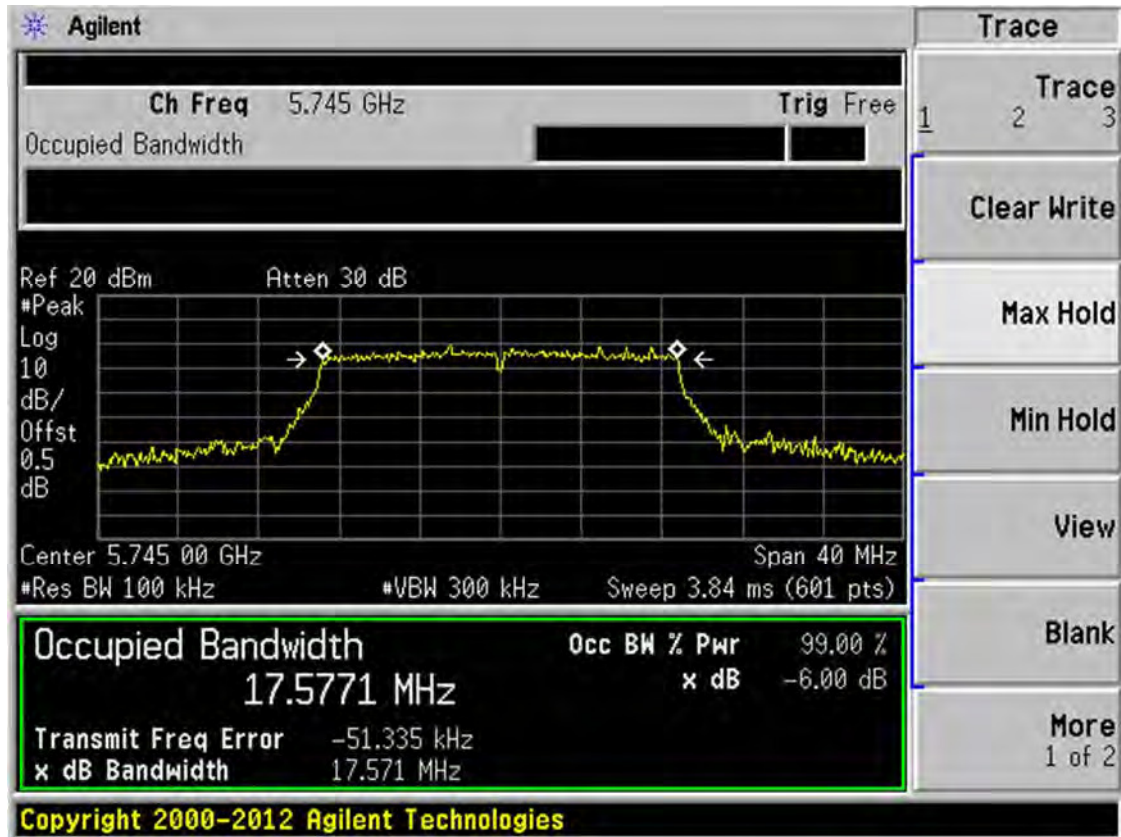 Agilent
Trace
Ch Freq 5.745 GHz Trig Free
Occupied Bandwidth
Trace
1 2 3
Clear Write
Ref 20 dBm Atten 30 dB
#Peak
Log
10
dB/
Offst
0.5
dB
Max Hold
Min Hold
View
Center 5.745 00 GHz Span 40 MHz
#Res BW 100 kHz #VBW 300 kHz Sweep 3.84 ms (601 pts)
Occupied Bandwidth
17.5771 MHz
Occ BW % Pwr 99.00 %
x dB -6.00 dB
Transmit Freq Error -51.335 kHz
x dB Bandwidth 17.571 MHz
Blank
More
1 of 2
Copyright 2000-2012 Agilent Technologies